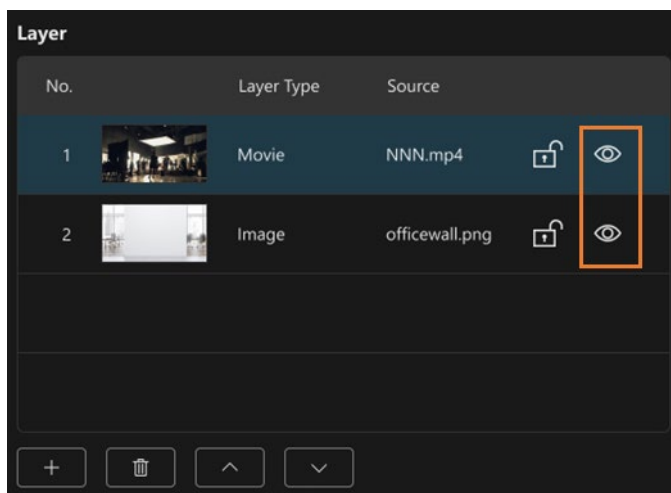 Layer
No. Layer Type Source
1 Movie NNN.mp4
2 Image officewall.png